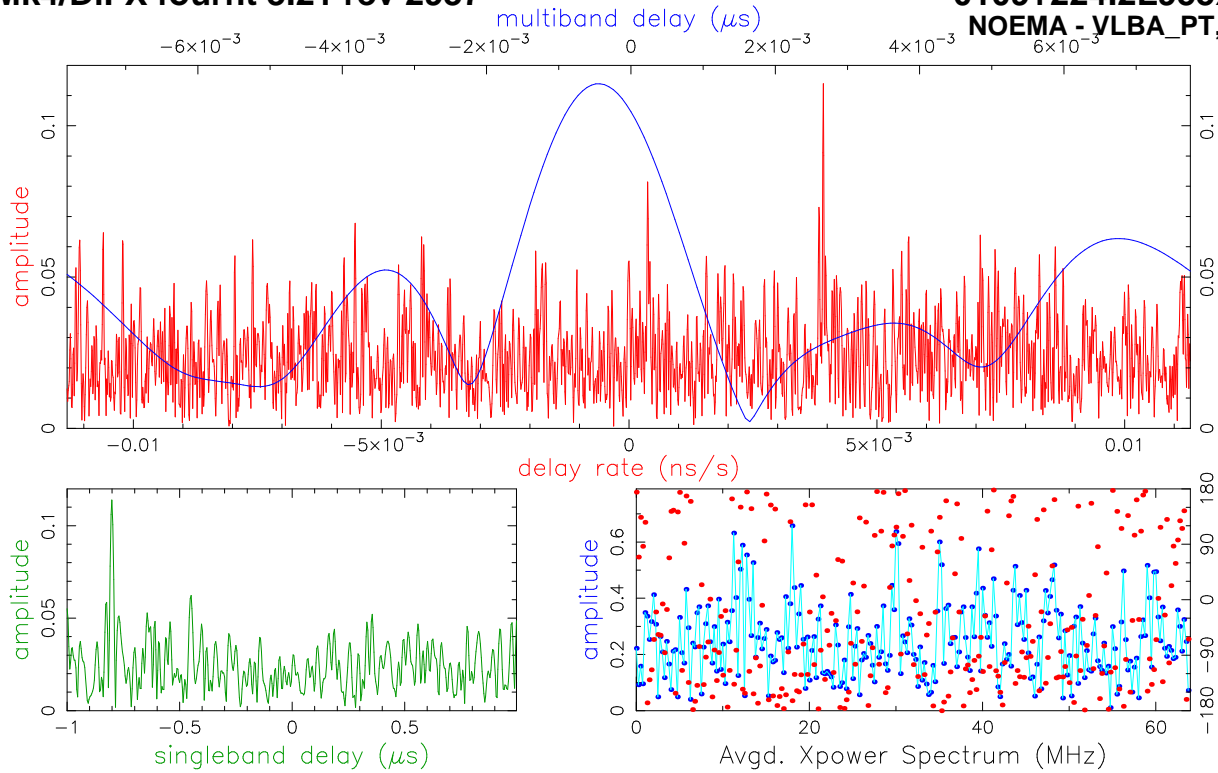 multiband delay (μs)
NOEMA - VLBA_PT,
−6×10⁻³ −4×10⁻³ −2×10⁻³ 0 2×10⁻³ 4×10⁻³ 6×10⁻³
amplitude
0 0.05 0.1
0 0.05 0.1
−0.01 −5×10⁻³ 0 5×10⁻³ 0.01
delay rate (ns/s)
amplitude
0 0.05 0.1
−1 −0.5 0 0.5
singleband delay (μs)
amplitude
0 0.2 0.4 0.6
−180 −90 0 90 180
0 20 40 60
Avgd. Xpower Spectrum (MHz)